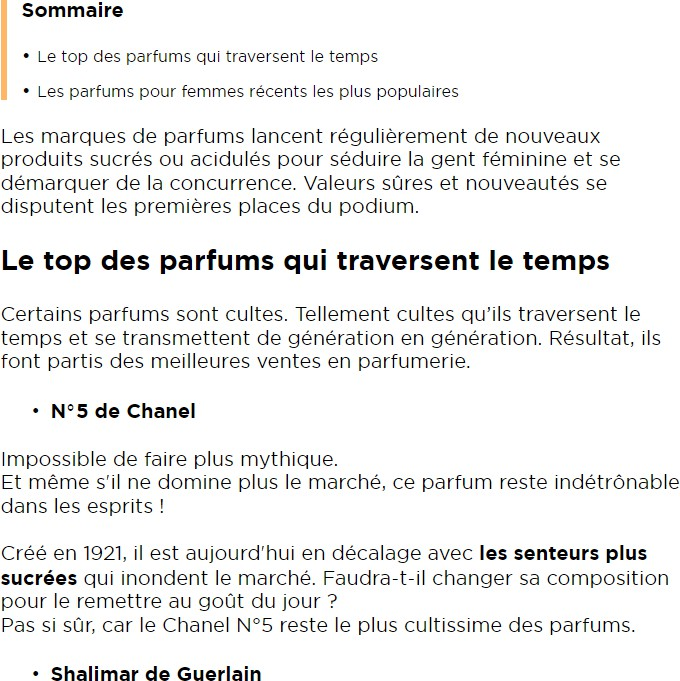 Sommaire
• Le top des parfums qui traversent le temps
• Les parfums pour femmes récents les plus populaires
Les marques de parfums lancent régulièrement de nouveaux
produits sucrés ou acidulés pour séduire la gent féminine et se
démarquer de la concurrence. Valeurs sûres et nouveautés se
disputent les premières places du podium.
Le top des parfums qui traversent le temps
Certains parfums sont cultes. Tellement cultes qu’ils traversent le
temps et se transmettent de génération en génération. Résultat, ils
font partis des meilleures ventes en parfumerie.
• N°5 de Chanel
Impossible de faire plus mythique.
Et même s'il ne domine plus le marché, ce parfum reste indétrônable
dans les esprits !
Créé en 1921, il est aujourd'hui en décalage avec les senteurs plus
sucrées qui inondent le marché. Faudra-t-il changer sa composition
pour le remettre au goût du jour ?
Pas si sûr, car le Chanel N°5 reste le plus cultissime des parfums.
• Shalimar de Guerlain